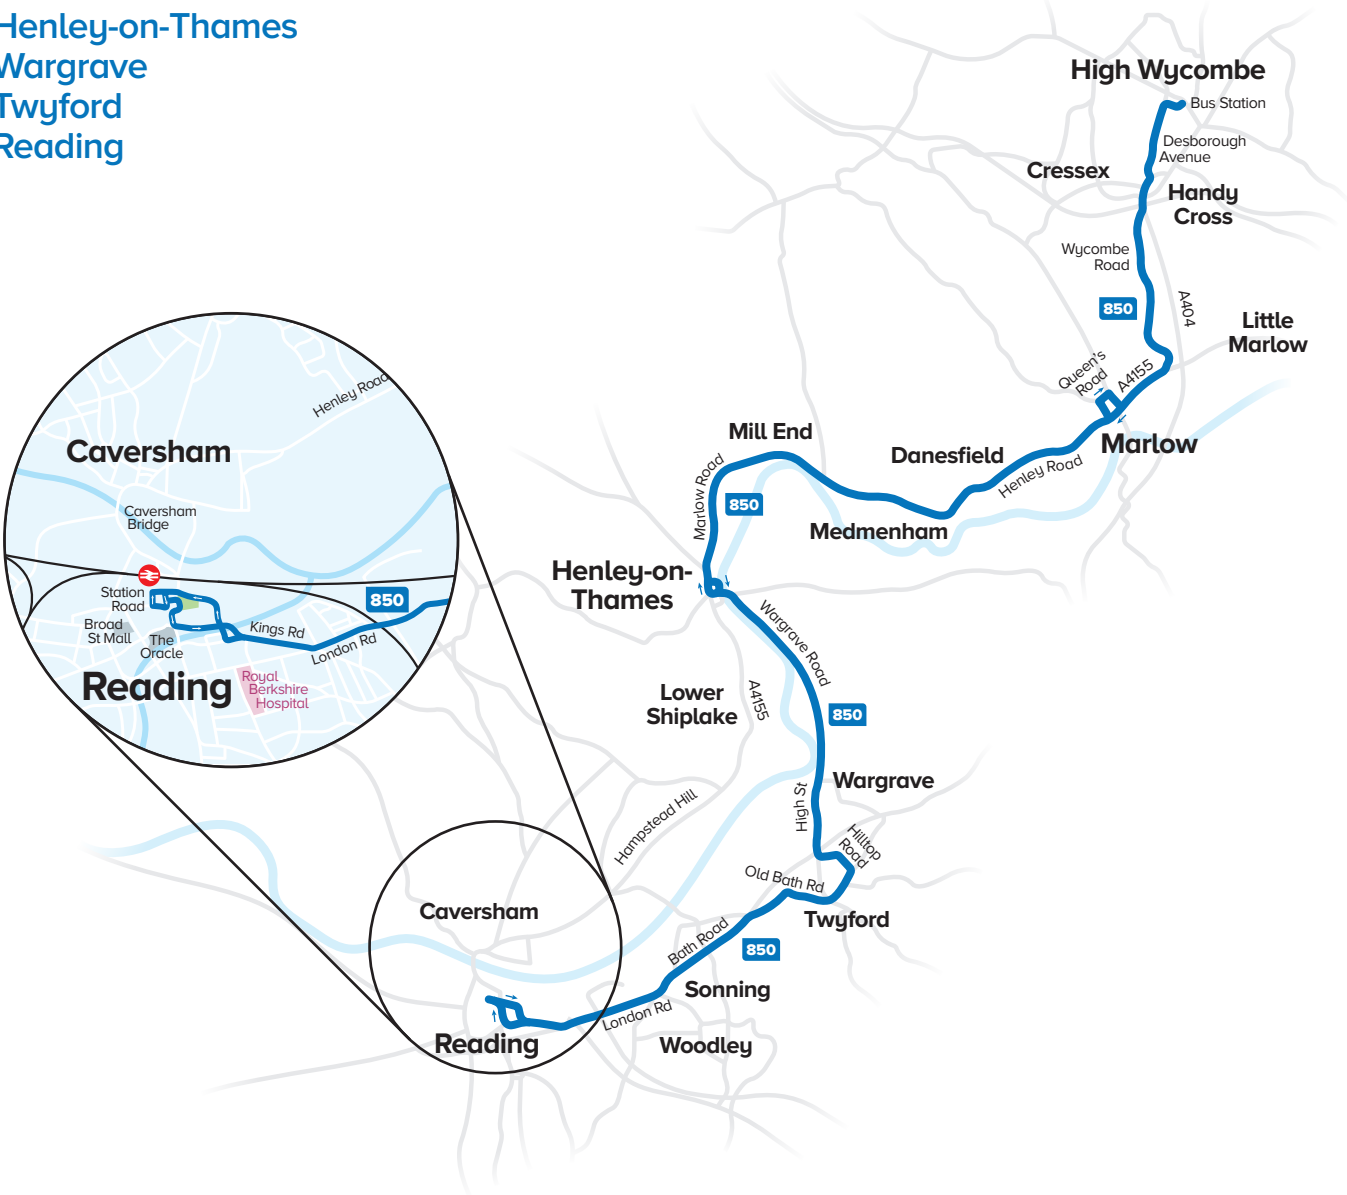 Henley-on-Thames
Wargrave
Twyford
Reading
High Wycombe
Bus Station
Desborough
Avenue
Cressex
Handy
Cross
Wycombe
Road
850
A404
Little
Marlow
Queen's
Road
A4155
Marlow
Mill End
Danesfield
Henley Road
Marlow Road
850
Medmenham
Henley-on-
Thames
Wargrave Road
Lower
Shiplake
A4155
850
Wargrave
High St
Hilltop
Road
Old Bath Rd
Twyford
Hampstead Hill
Bath Road
850
Sonning
London Rd
Woodley
Caversham
Reading
Henley Road
Caversham
Caversham
Bridge
Station
Road
850
Broad
St Mall
The
Oracle
Kings Rd
London Rd
Reading
Royal
Berkshire
Hospital